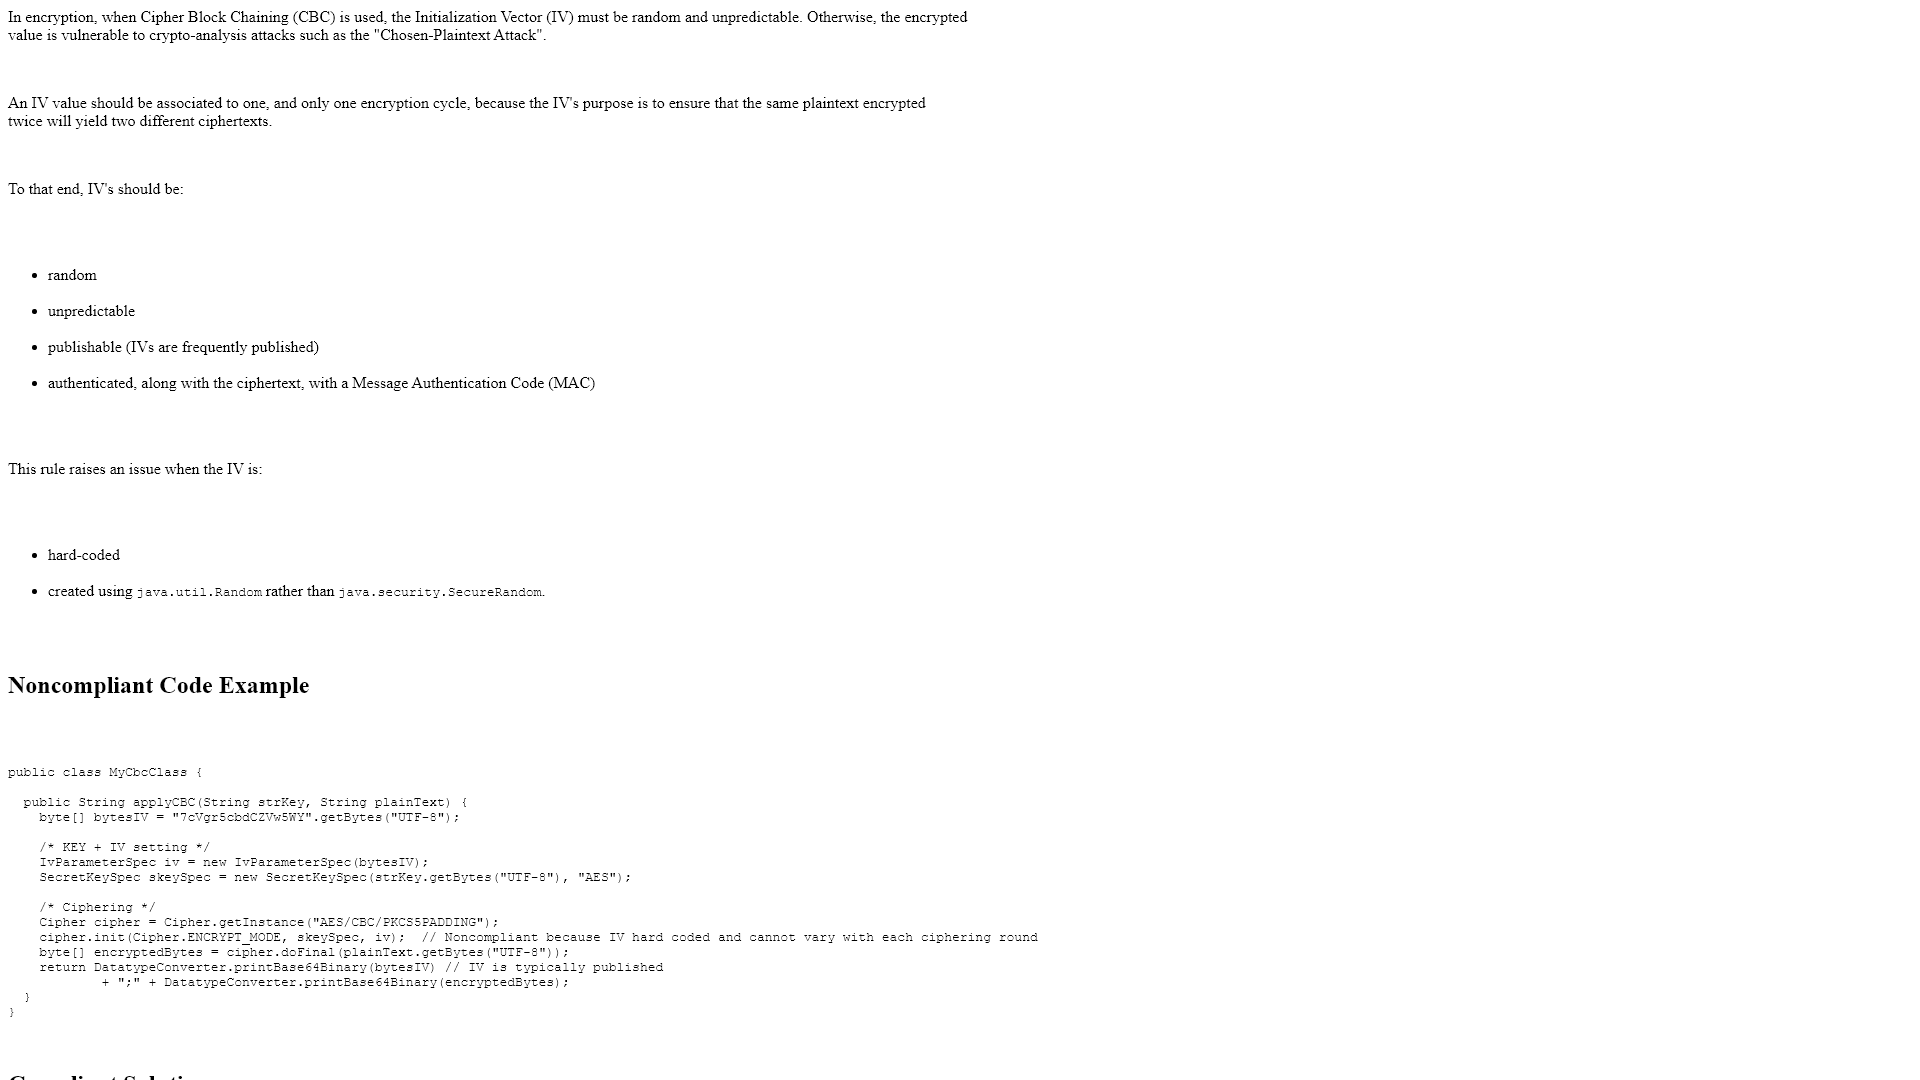 In encryption, when Cipher Block Chaining (CBC) is used, the Initialization Vector (IV) must be random and unpredictable. Otherwise, the encrypted
value is vulnerable to crypto-analysis attacks such as the "Chosen-Plaintext Attack".
An IV value should be associated to one, and only one encryption cycle, because the IV's purpose is to ensure that the same plaintext encrypted
twice will yield two different ciphertexts.
To that end, IV's should be:
• random
• unpredictable
• publishable (IVs are frequently published)
• authenticated, along with the ciphertext, with a Message Authentication Code (MAC)
This rule raises an issue when the IV is:
• hard-coded
• created using java.util.Random rather than java.security.SecureRandom.
Noncompliant Code Example
public class MyCbcClass {
  public String applyCBC(String strKey, String plainText) {
    byte[] bytesIV = "7cVgr5cbdCZVw5WY".getBytes("UTF-8");
    /* KEY + IV setting */
    IvParameterSpec iv = new IvParameterSpec(bytesIV);
    SecretKeySpec skeySpec = new SecretKeySpec(strKey.getBytes("UTF-8"), "AES");
    /* Ciphering */
    Cipher cipher = Cipher.getInstance("AES/CBC/PKCS5PADDING");
    cipher.init(Cipher.ENCRYPT_MODE, skeySpec, iv);  // Noncompliant because IV hard coded and cannot vary with each ciphering round
    byte[] encryptedBytes = cipher.doFinal(plainText.getBytes("UTF-8"));
    return DatatypeConverter.printBase64Binary(bytesIV) // IV is typically published
            + ";" + DatatypeConverter.printBase64Binary(encryptedBytes);
  }
}